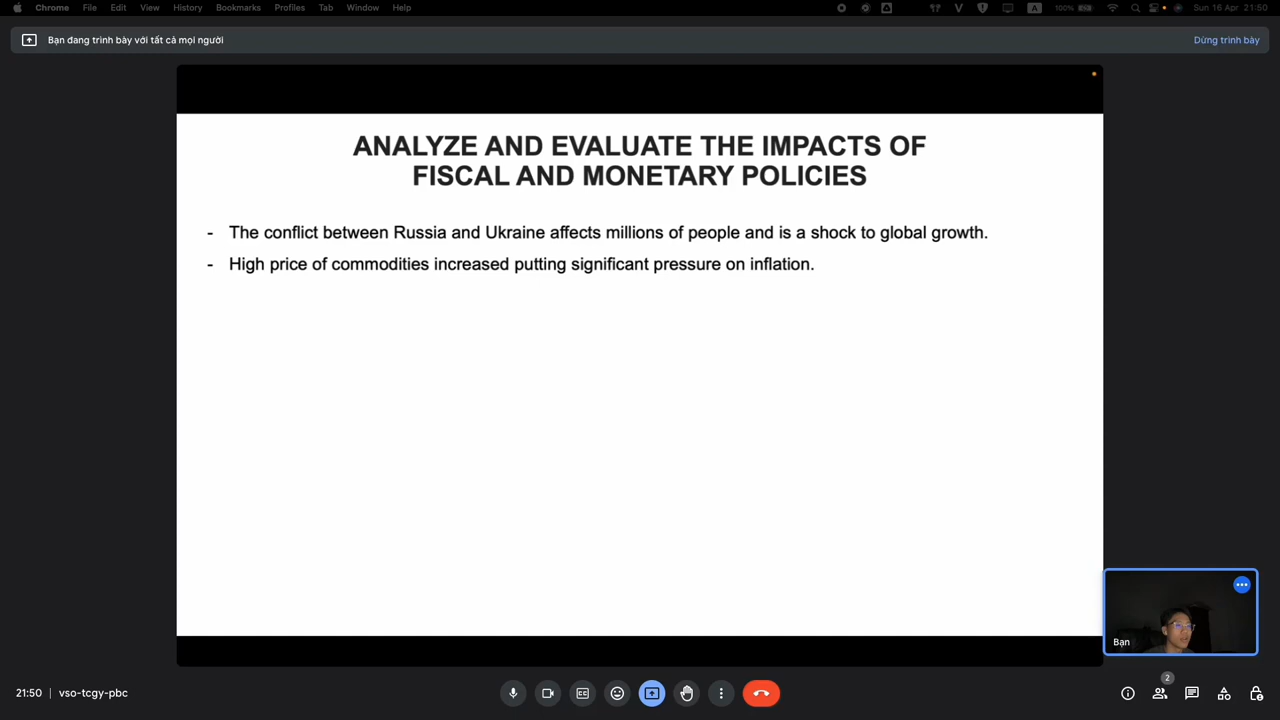 Chrome File Edit View History Bookmarks Profiles Tab Window Help 100% Sun 16 Apr 21:50
Bạn đang trình bày với tất cả mọi người
Dừng trình bày
ANALYZE AND EVALUATE THE IMPACTS OF
FISCAL AND MONETARY POLICIES
- The conflict between Russia and Ukraine affects millions of people and is a shock to global growth.
- High price of commodities increased putting significant pressure on inflation.
Bạn
21:50 vso-tcgy-pbc
2